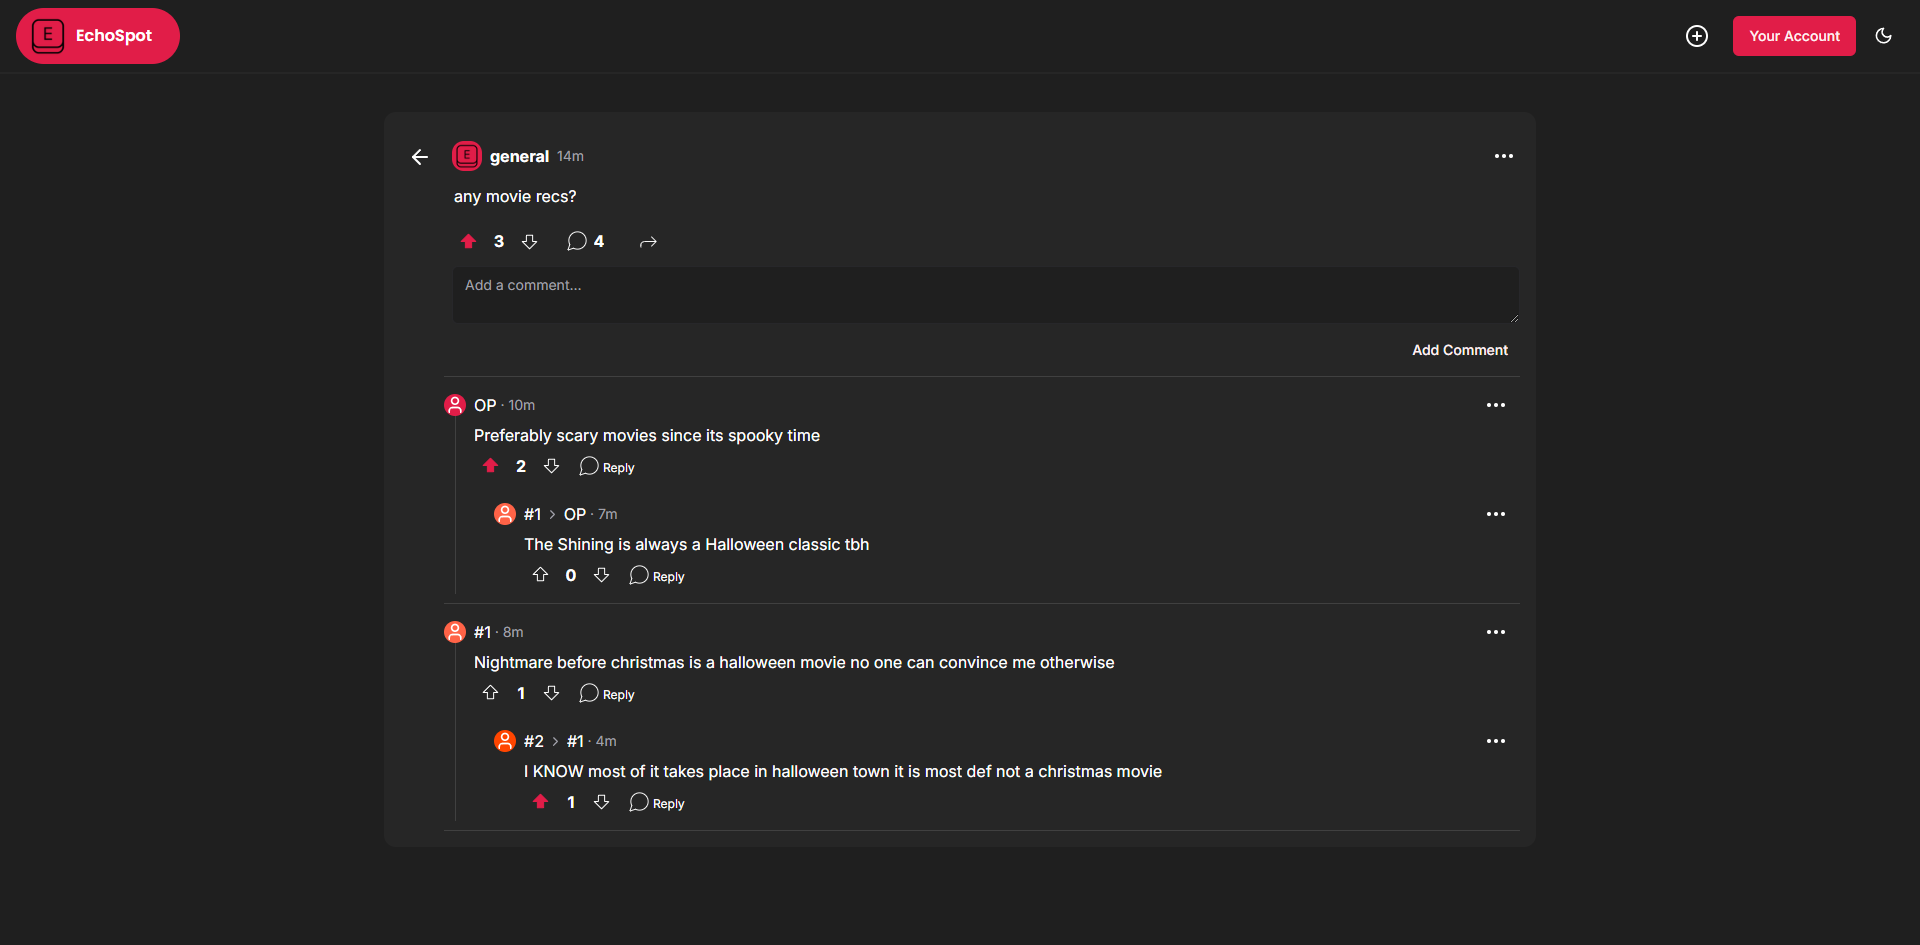 E EchoSpot
Your Account
E general 14m
any movie recs?
3 4
Add a comment...
Add Comment
OP · 10m
Preferably scary movies since its spooky time
2 Reply
#1 > OP · 7m
The Shining is always a Halloween classic tbh
0 Reply
#1 · 8m
Nightmare before christmas is a halloween movie no one can convince me otherwise
1 Reply
#2 > #1 · 4m
I KNOW most of it takes place in halloween town it is most def not a christmas movie
1 Reply